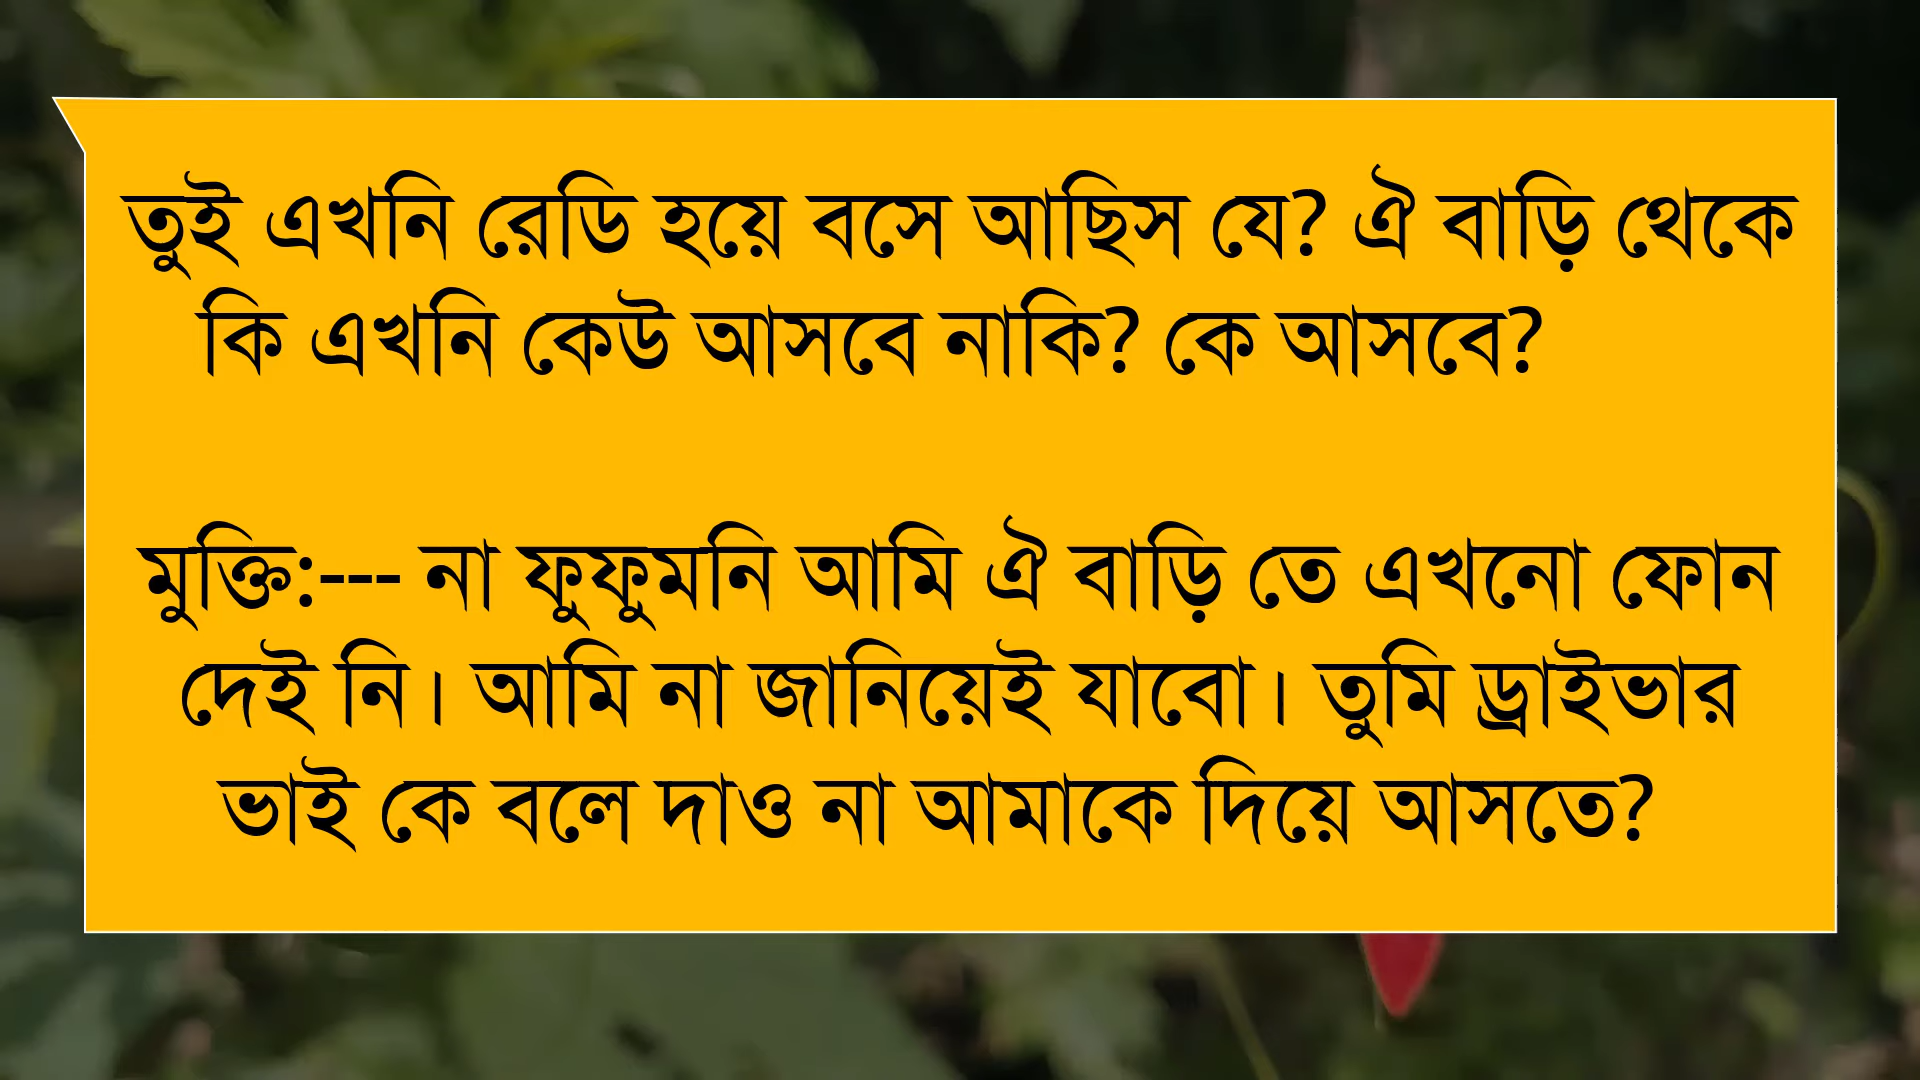 তুই এখনি রেডি হয়ে বসে আছিস যে? ঐ বাড়ি থেকে
কি এখনি কেউ আসবে নাকি? কে আসবে?
মুক্তি:--- না ফুফুমনি আমি ঐ বাড়ি তে এখনো ফোন
দেই নি। আমি না জানিয়েই যাবো। তুমি ড্রাইভার
ভাই কে বলে দাও না আমাকে দিয়ে আসতে?